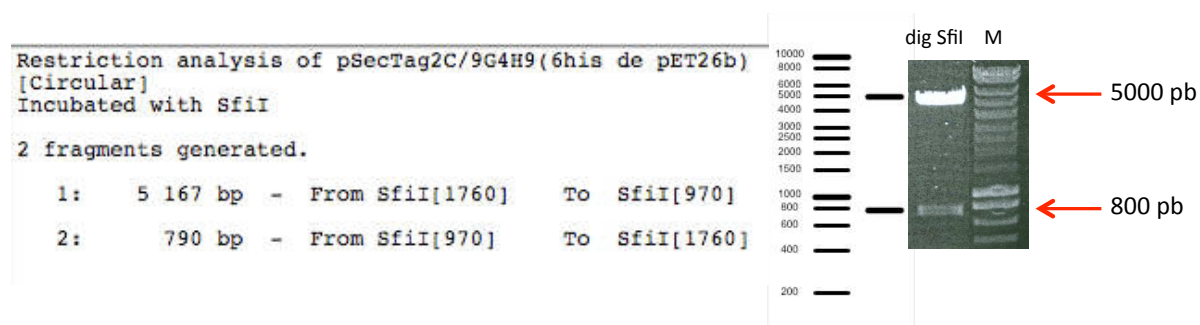 Restriction analysis of pSecTag2C/9G4H9(6his de pET26b)
[Circular]
Incubated with SfiI
2 fragments generated.
1: 5 167 bp - From SfiI[1760] To SfiI[970]
2: 790 bp - From SfiI[970] To SfiI[1760]
10000
8000
6000
5000
4000
3000
2500
2000
1500
1000
800
600
400
200
dig SfiI M
5000 pb
800 pb